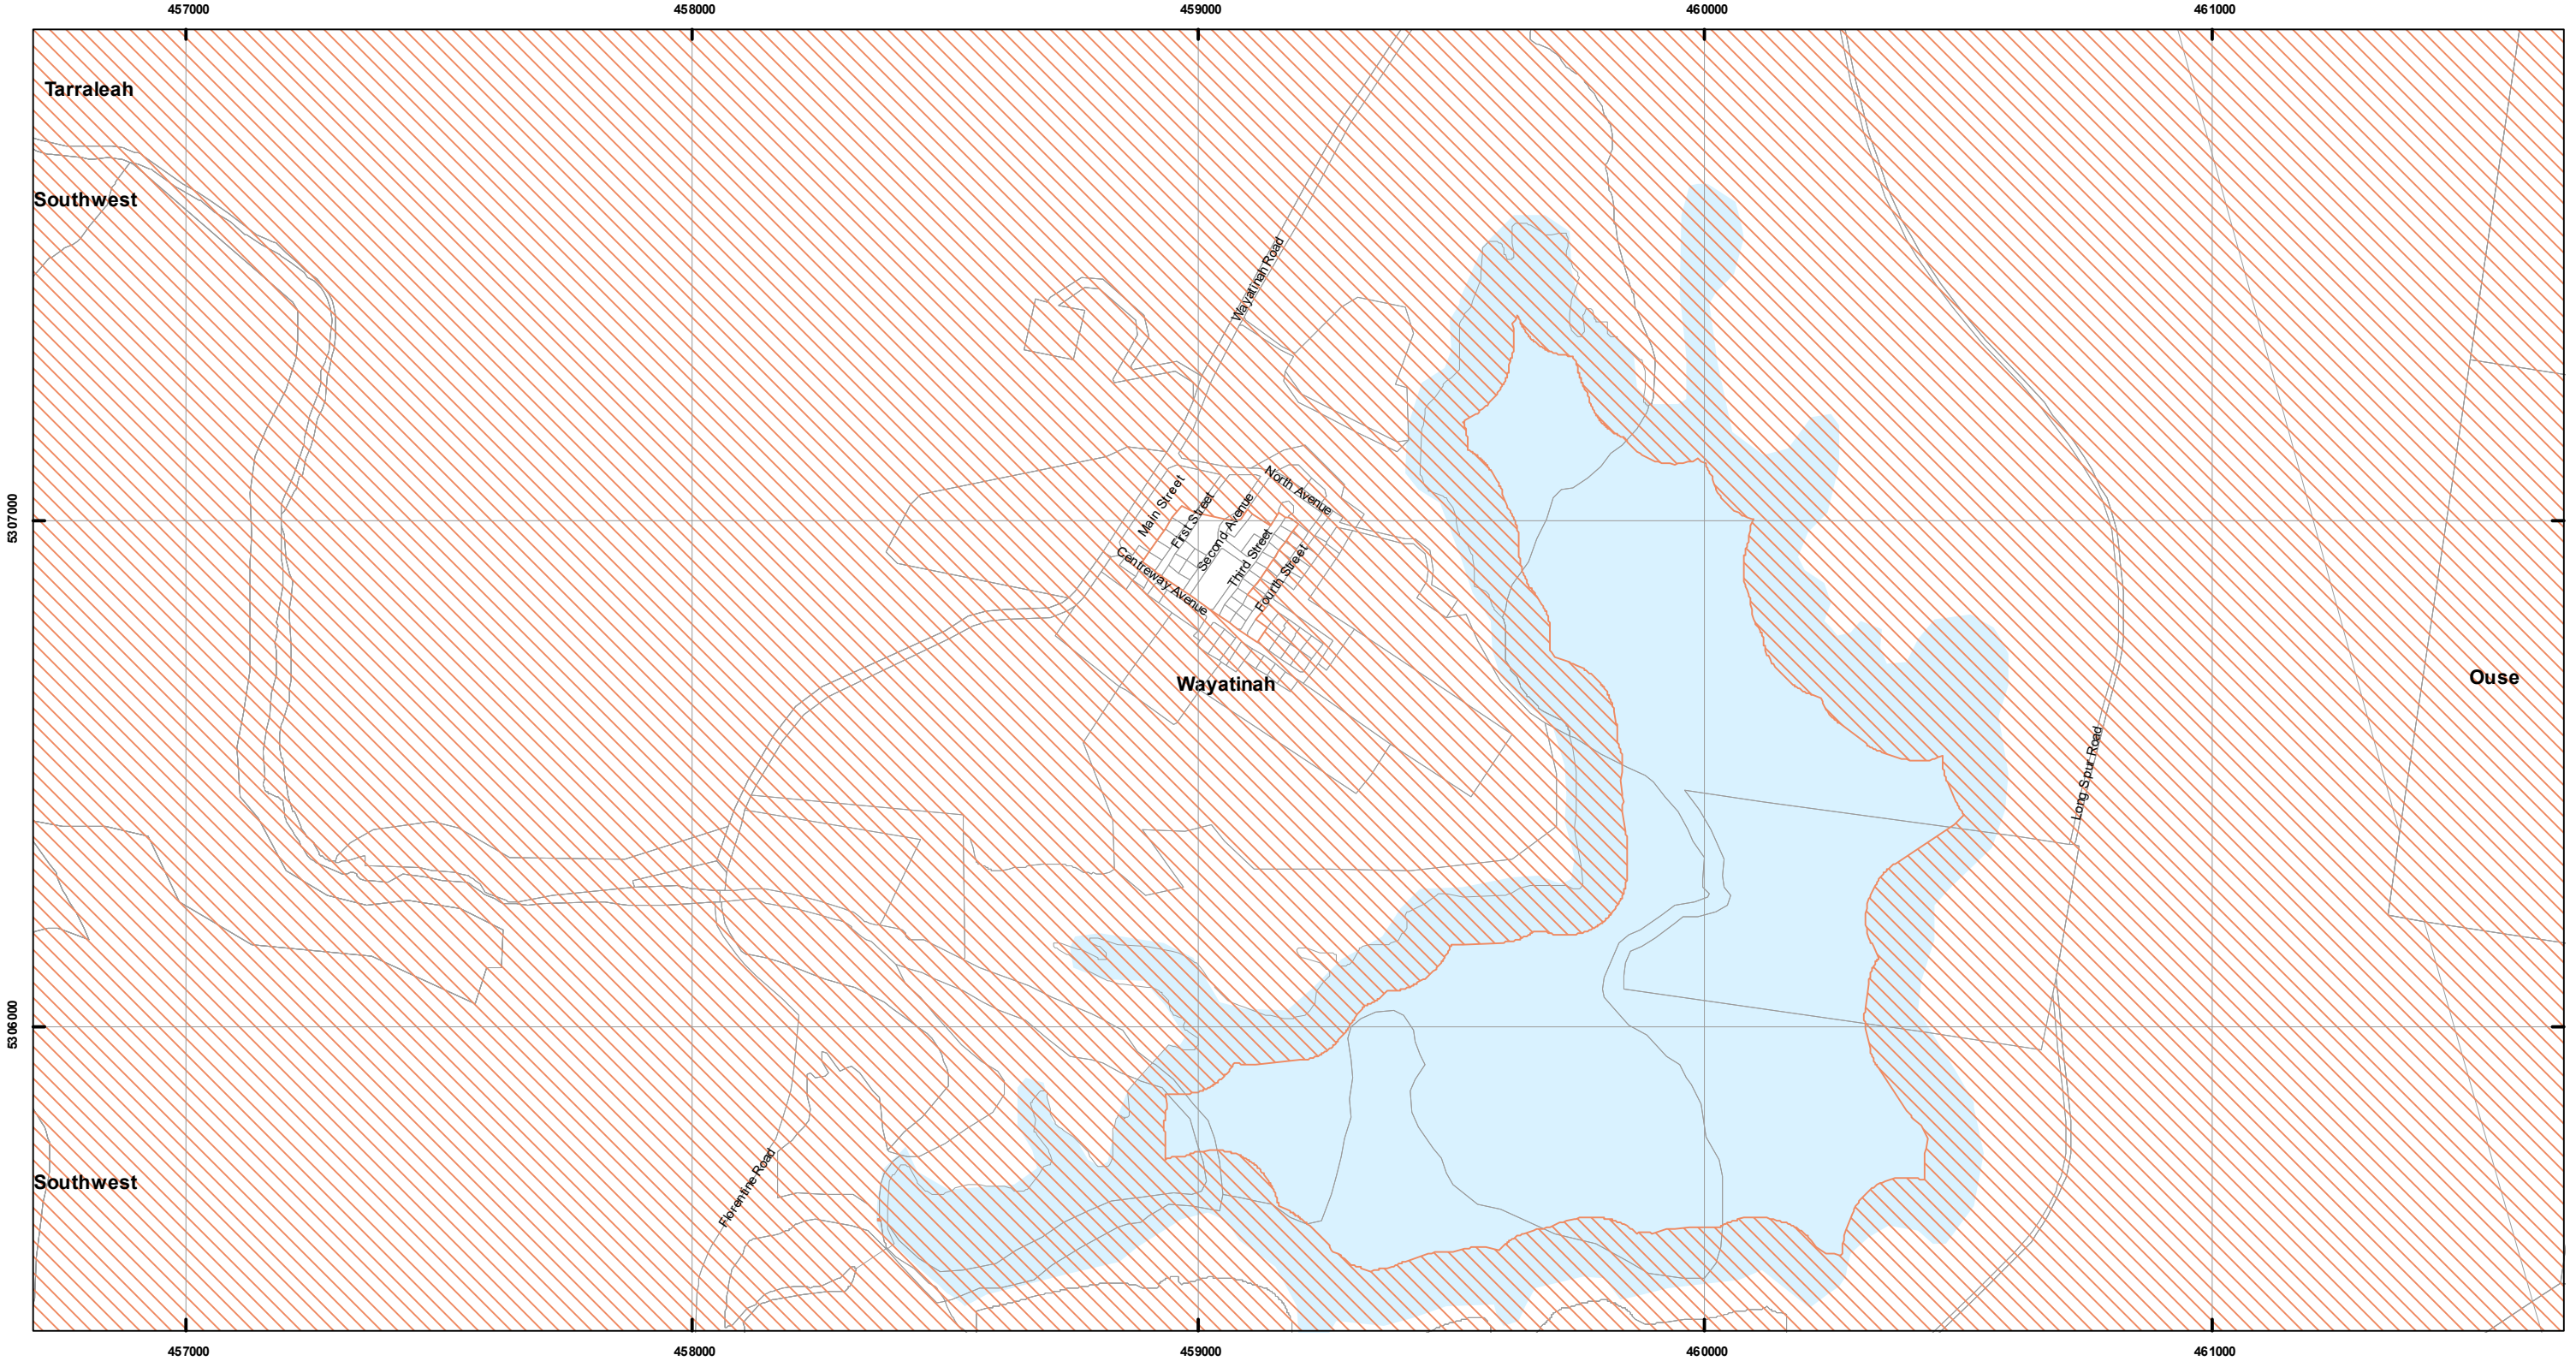 457000
458000
459000
460000
461000
Tarraleah
Southwest
Wayatinah Road
North Avenue
Main Street
First Street
Second Avenue
Third Street
Fourth Street
Centreway Avenue
5307000
Wayatinah
Ouse
Long Spur Road
5306000
Florentine Road
Southwest
457000
458000
459000
460000
461000